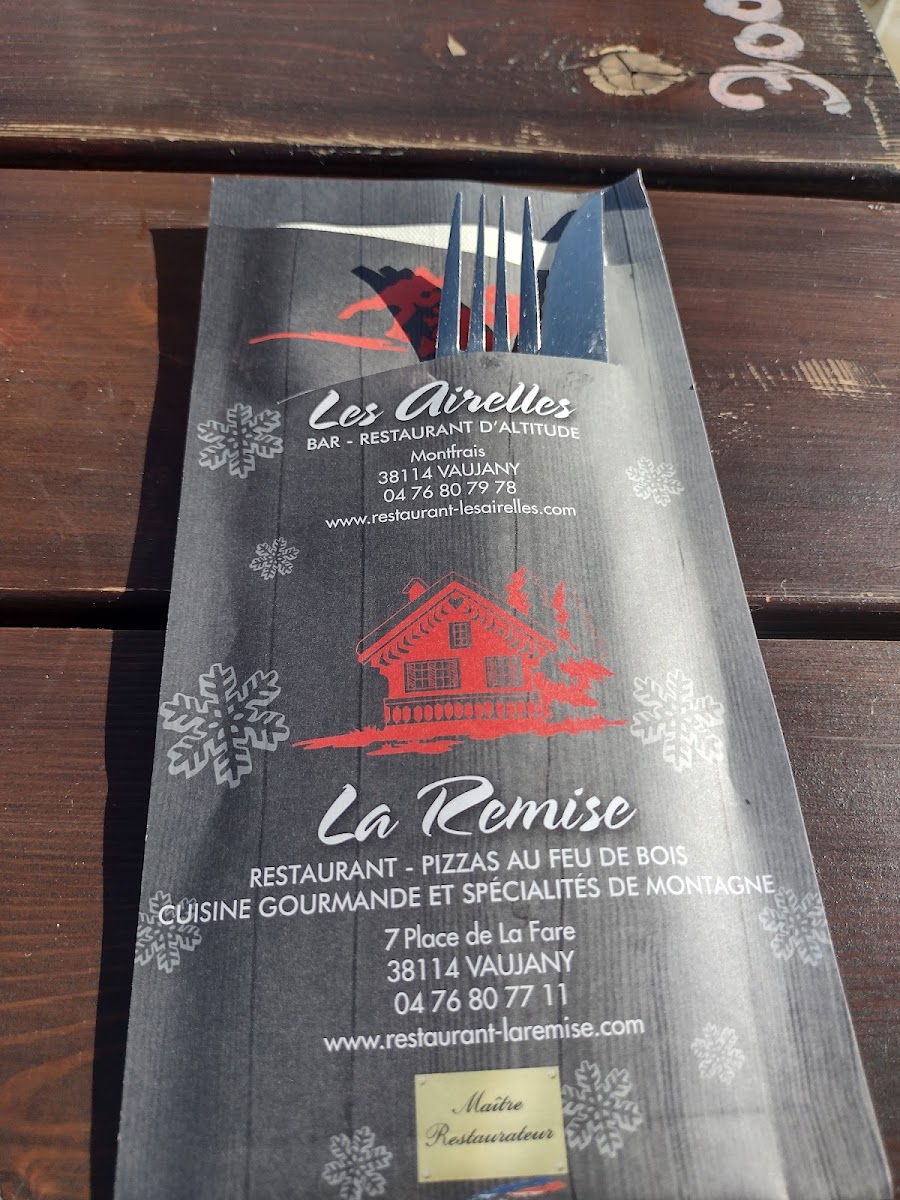 Les Airelles
BAR - RESTAURANT D'ALTITUDE
Montfrais
38114 VAUJANY
04 76 80 79 78
www.restaurant-lesairelles.com
La Remise
RESTAURANT - PIZZAS AU FEU DE BOIS
CUISINE GOURMANDE ET SPÉCIALITÉS DE MONTAGNE
7 Place de La Fare
38114 VAUJANY
04 76 80 77 11
www.restaurant-laremise.com
Maître
Restaurateur